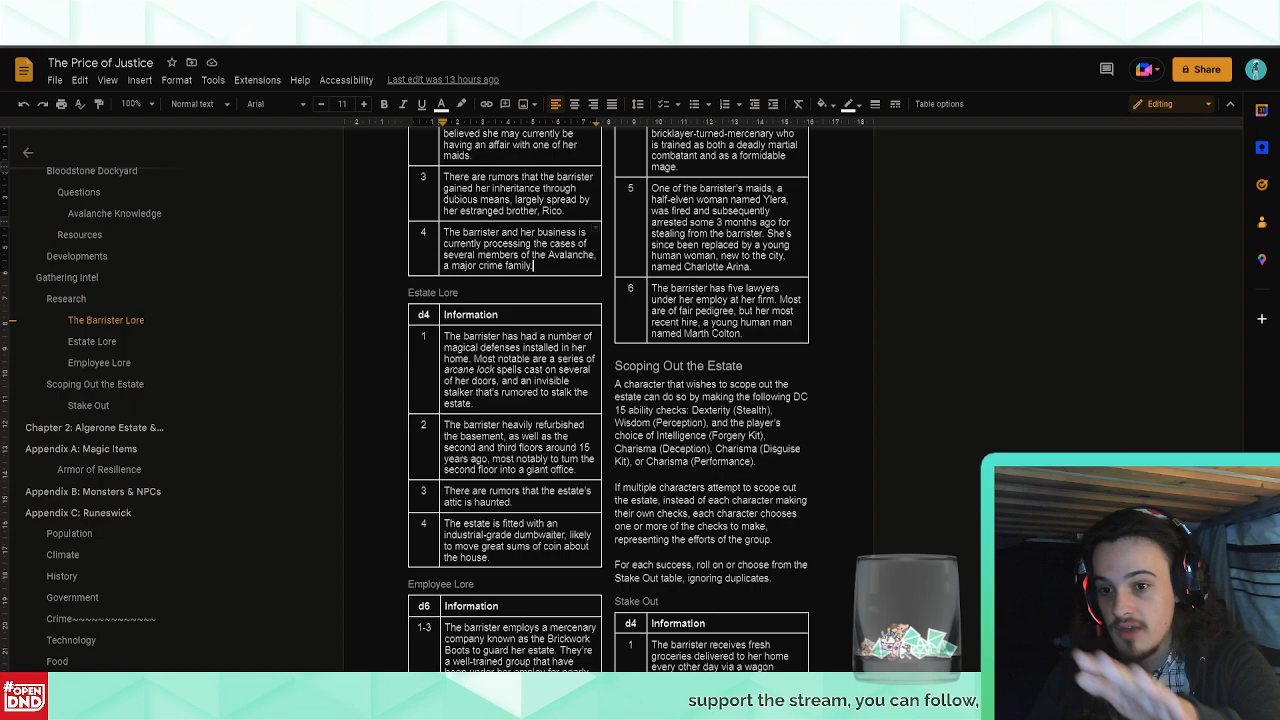 The Price of Justice
File Edit View Insert Format Tools Extensions Help Accessibility
Last edit was 13 hours ago
Share
100% Normal text Arial 11 Table options Editing
2 1 1 2 3 4 5 6 7 8 9 10 11 12 13 14 15 16 17 18
Bloodstone Dockyard
Questions
Avalanche Knowledge
Resources
Developments
Gathering Intel
Research
The Barrister Lore
Estate Lore
Employee Lore
Scoping Out the Estate
Stake Out
Chapter 2: Algerone Estate &...
Appendix A: Magic Items
Armor of Resilience
Appendix B: Monsters & NPCs
Appendix C: Runeswick
Population
Climate
History
Government
Crime~~~~~~~~~~~~~
Technology
Food
believed she may currently be
having an affair with one of her
maids.
3 There are rumors that the barrister
gained her inheritance through
dubious means, largely spread by
her estranged brother, Rico.
4 The barrister and her business is
currently processing the cases of
several members of the Avalanche,
a major crime family.
Estate Lore
d4 Information
1 The barrister has had a number of
magical defenses installed in her
home. Most notable are a series of
arcane lock spells cast on several
of her doors, and an invisible
stalker that's rumored to stalk the
estate.
2 The barrister heavily refurbished
the basement, as well as the
second and third floors around 15
years ago, most notably to turn the
second floor into a giant office.
3 There are rumors that the estate's
attic is haunted.
4 The estate is fitted with an
industrial-grade dumbwaiter, likely
to move great sums of coin about
the house.
Employee Lore
d6 Information
1-3 The barrister employs a mercenary
company known as the Brickwork
Boots to guard her estate. They're
a well-trained group that have
bricklayer-turned-mercenary who
is trained as both a deadly martial
combatant and as a formidable
mage.
5 One of the barrister's maids, a
half-elven woman named Ylera,
was fired and subsequently
arrested some 3 months ago for
stealing from the barrister. She's
since been replaced by a young
human woman, new to the city,
named Charlotte Arina.
6 The barrister has five lawyers
under her employ at her firm. Most
are of fair pedigree, but her most
recent hire, a young human man
named Marth Colton.
Scoping Out the Estate
A character that wishes to scope out the
estate can do so by making the following DC
15 ability checks: Dexterity (Stealth),
Wisdom (Perception), and the player's
choice of Intelligence (Forgery Kit),
Charisma (Deception), Charisma (Disguise
Kit), or Charisma (Performance).
If multiple characters attempt to scope out
the estate, instead of each character making
their own checks, each character chooses
one or more of the checks to make,
representing the efforts of the group.
For each success, roll on or choose from the
Stake Out table, ignoring duplicates.
Stake Out
d4 Information
1 The barrister receives fresh
groceries delivered to her home
every other day via a wagon
#OPEN
DND
support the stream, you can follow,